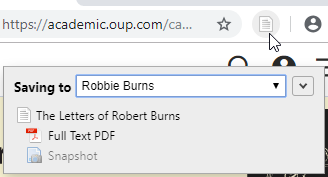 https://academic.oup.com/ca...
Saving to Robbie Burns
The Letters of Robert Burns
Full Text PDF
Snapshot